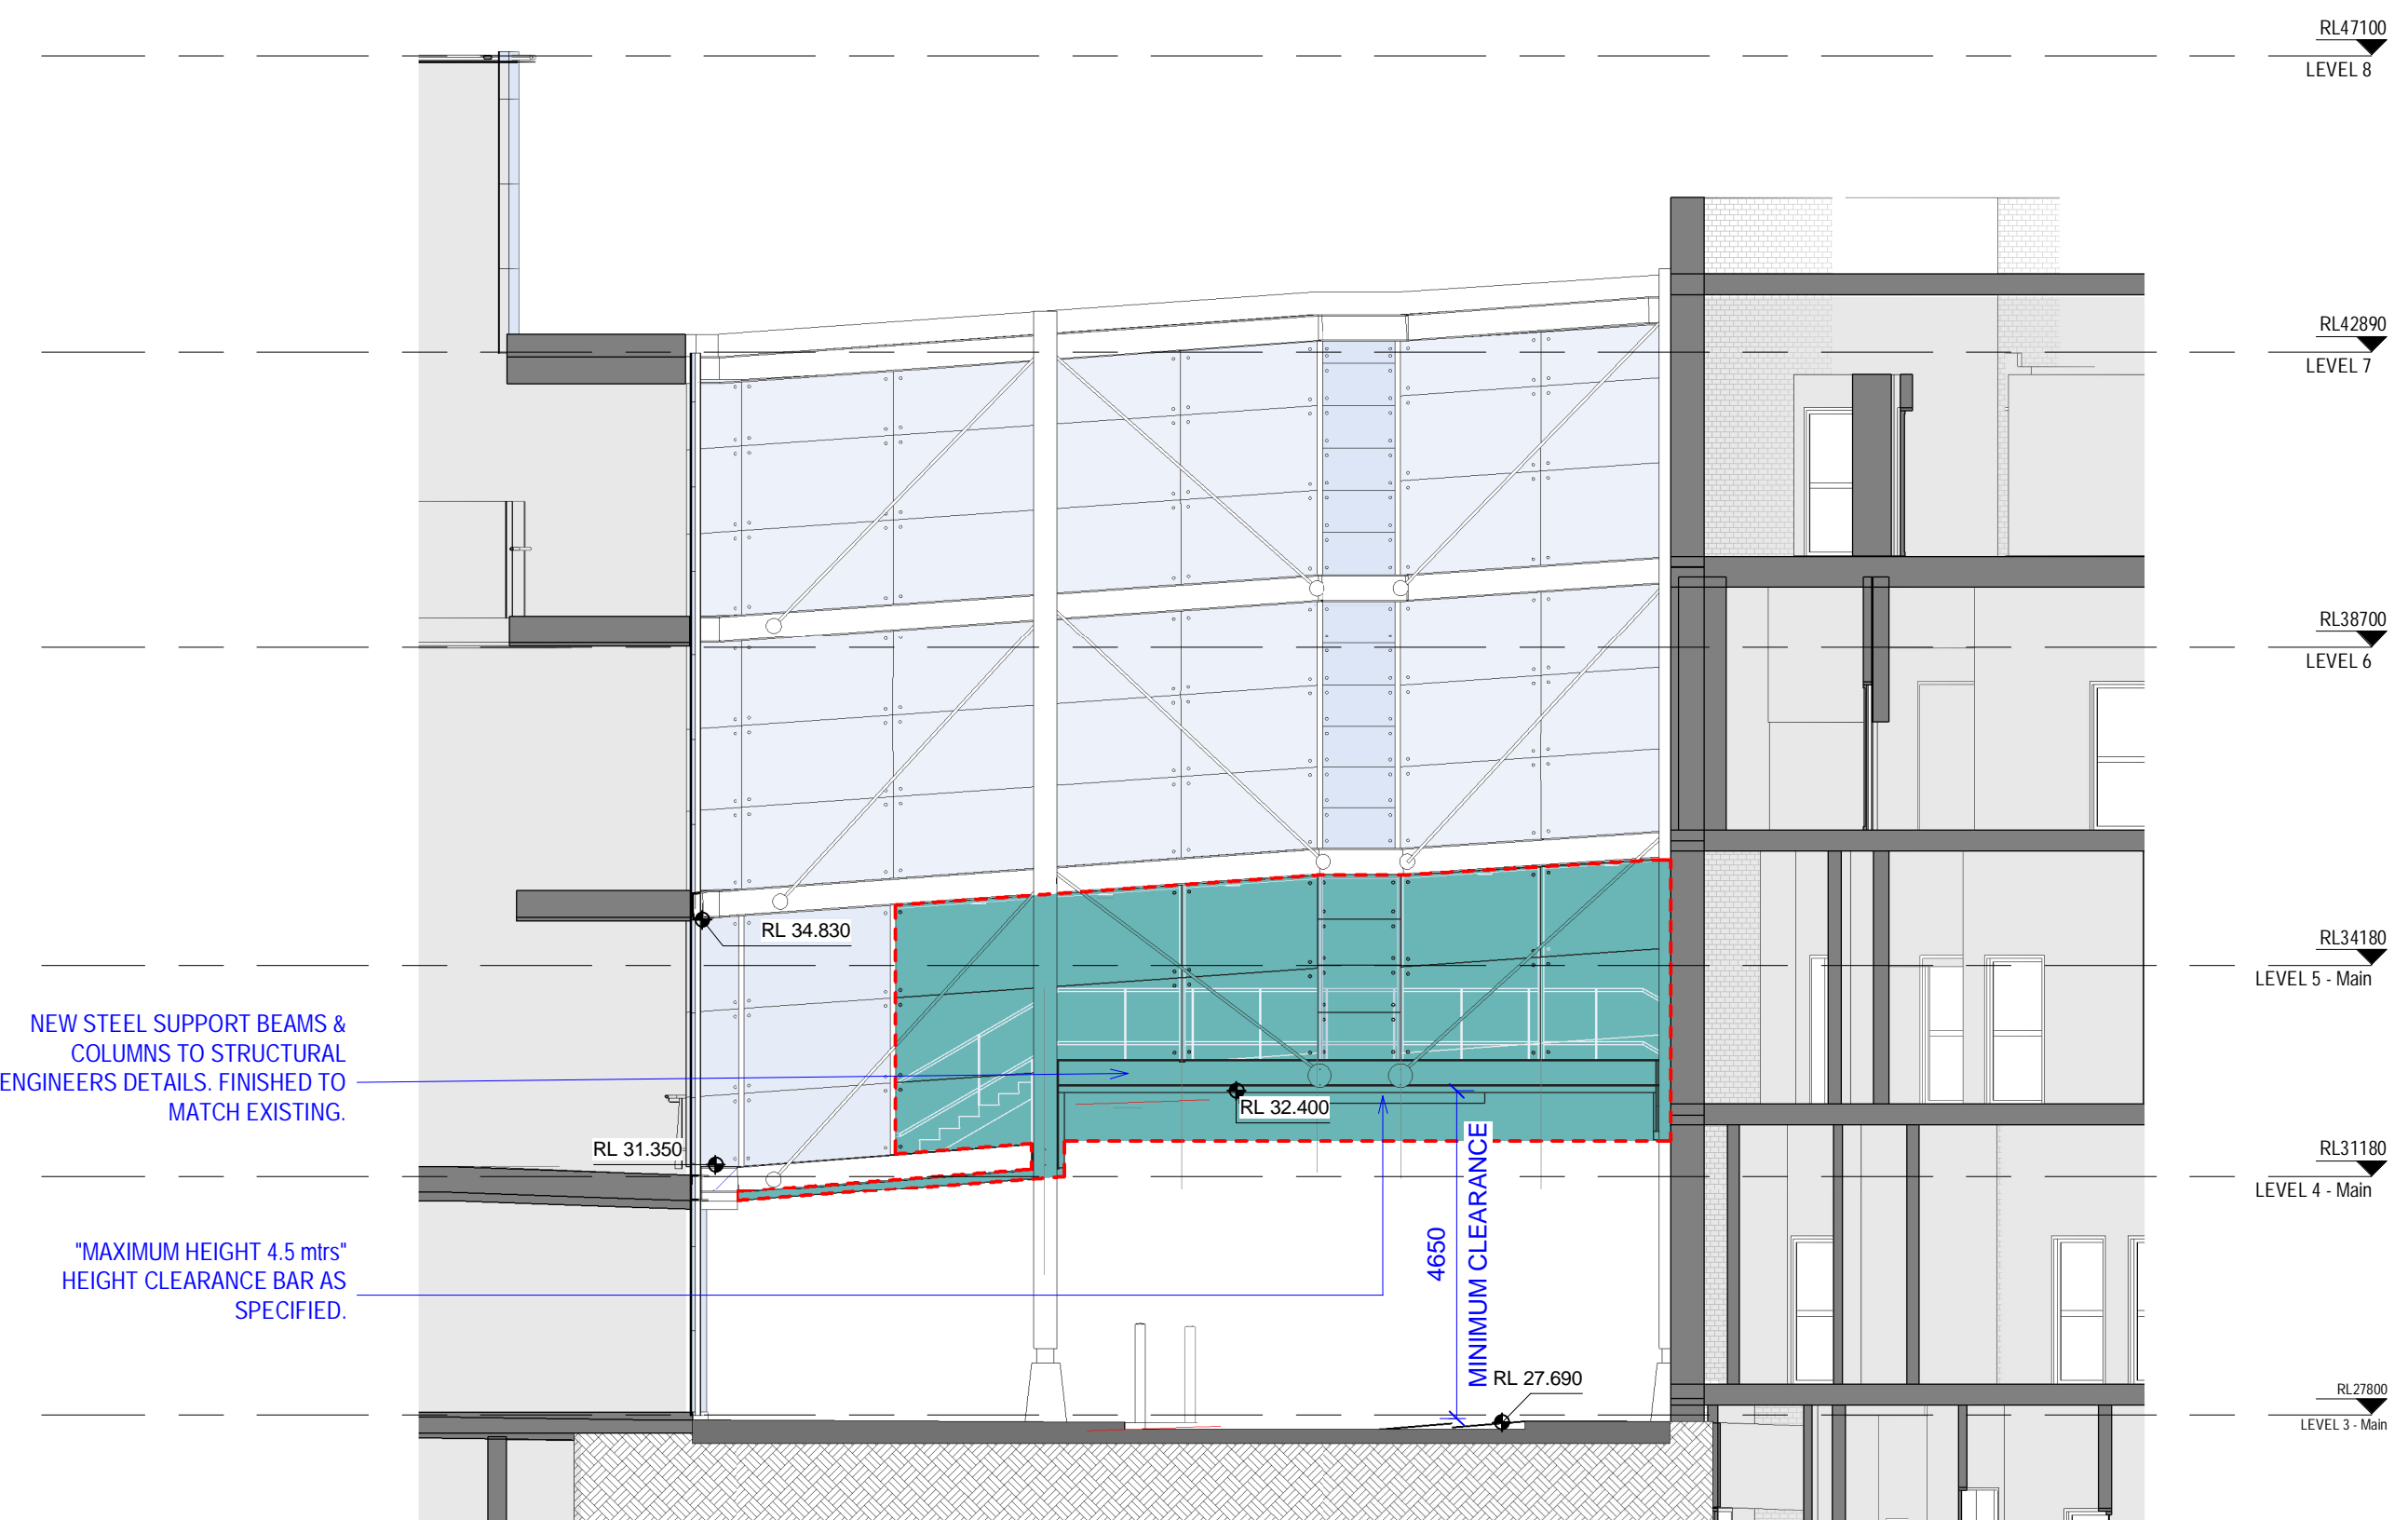 RL47100
LEVEL 8
RL42890
LEVEL 7
RL38700
LEVEL 6
RL 34.830
RL34180
LEVEL 5 - Main
NEW STEEL SUPPORT BEAMS &
COLUMNS TO STRUCTURAL
ENGINEERS DETAILS. FINISHED TO
MATCH EXISTING.
RL 32.400
RL 31.350
RL31180
LEVEL 4 - Main
"MAXIMUM HEIGHT 4.5 mtrs"
HEIGHT CLEARANCE BAR AS
SPECIFIED.
4650
MINIMUM CLEARANCE
RL 27.690
RL27800
LEVEL 3 - Main